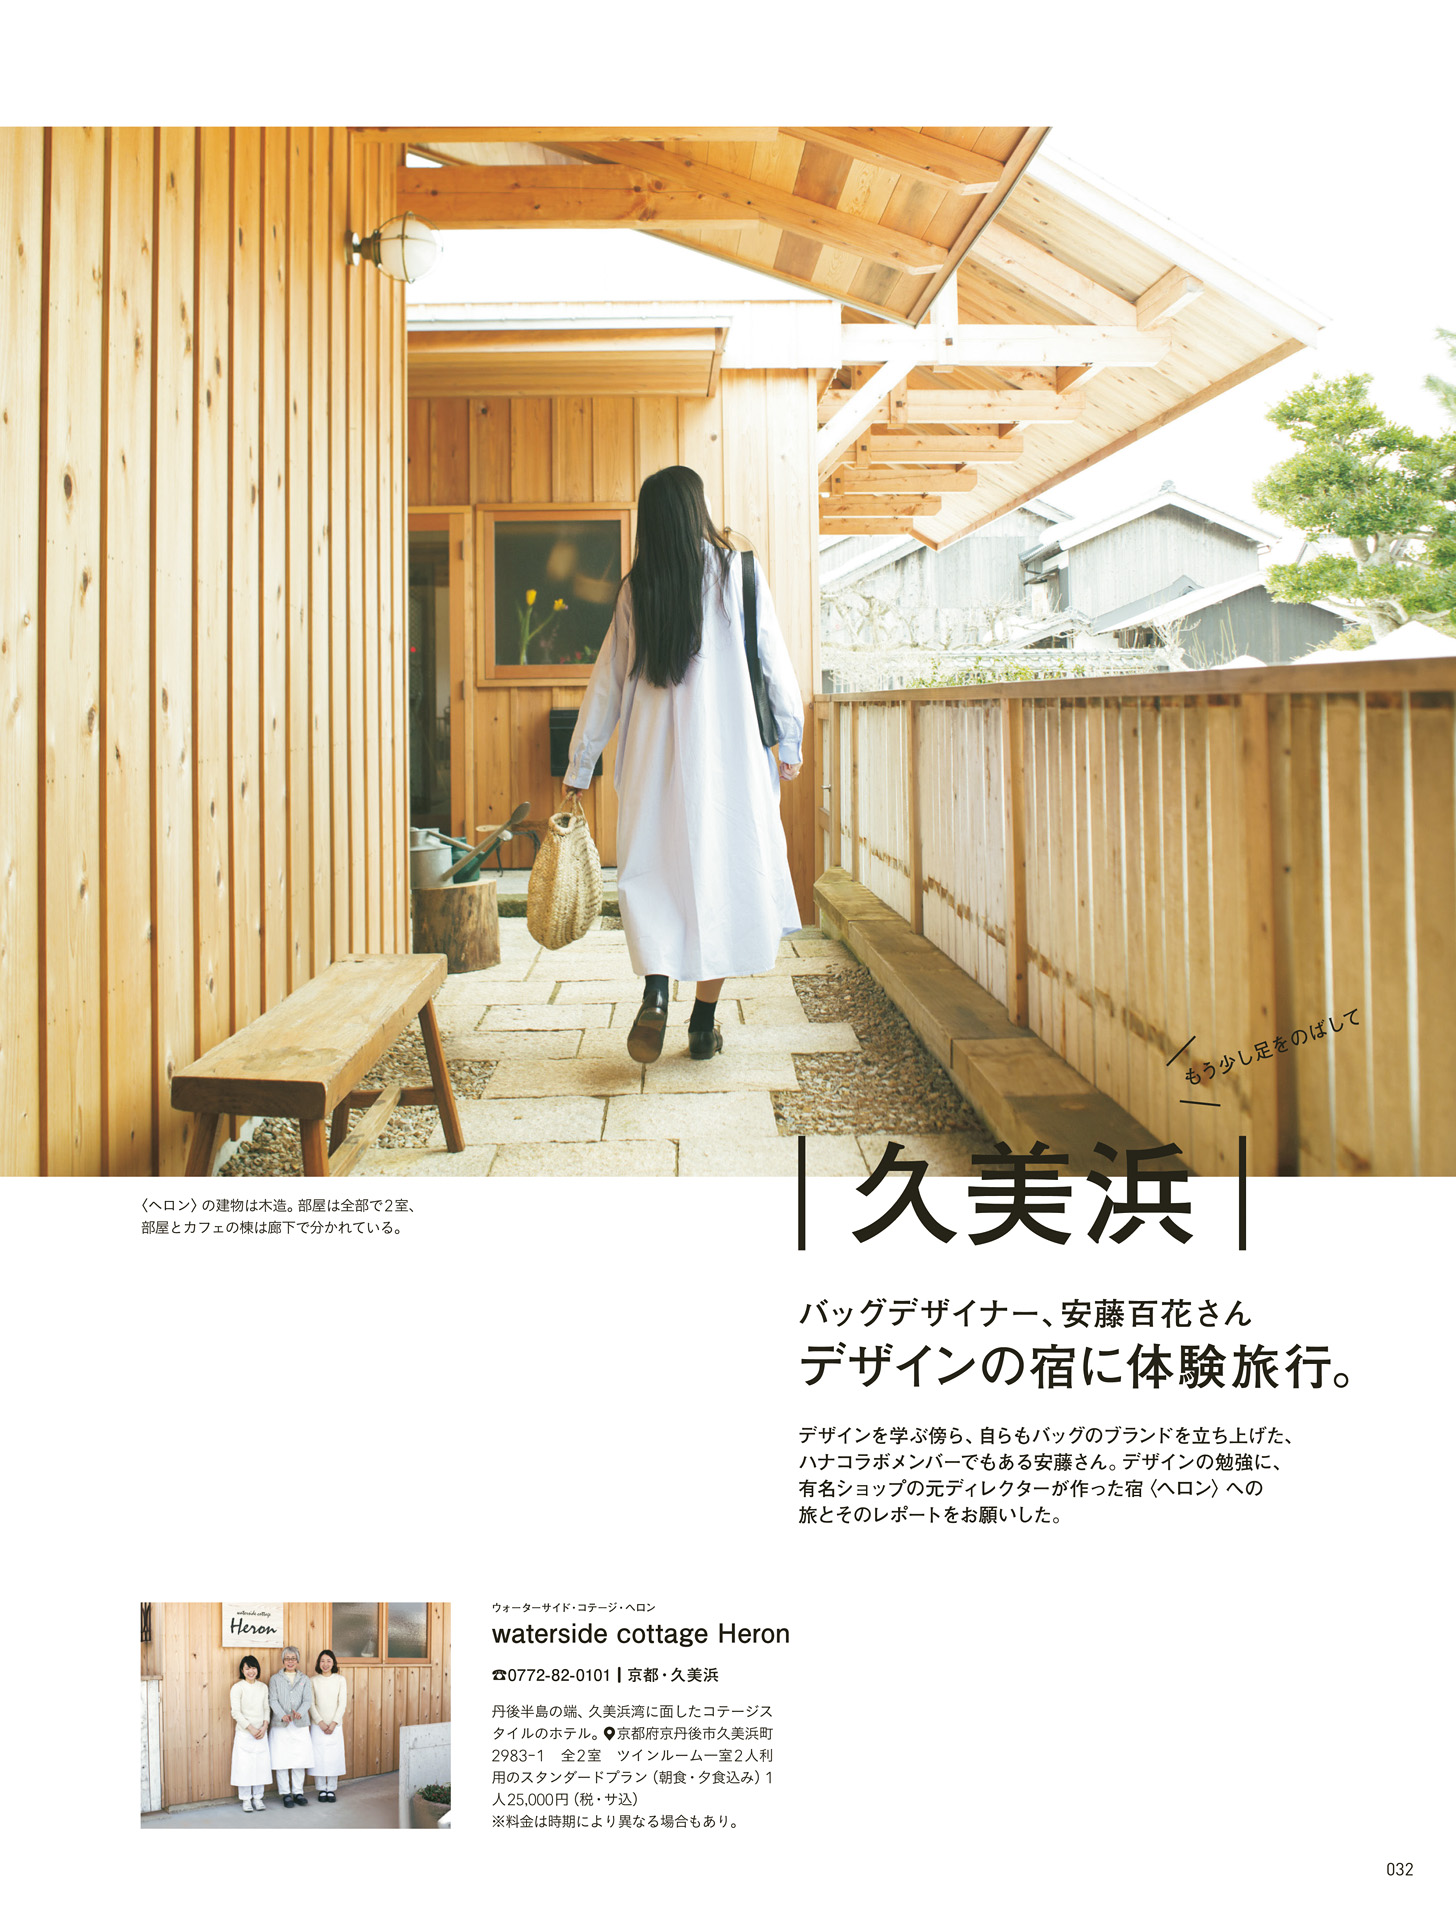 もう少し足をのばして
久美浜
〈ヘロン〉の建物は木造。部屋は全部で2室、
部屋とカフェの棟は廊下で分かれている。
バッグデザイナー、安藤百花さん
デザインの宿に体験旅行。
デザインを学ぶ傍ら、自らもバッグのブランドを立ち上げた、
ハナコラボメンバーでもある安藤さん。デザインの勉強に、
有名ショップの元ディレクターが作った宿〈ヘロン〉への
旅とそのレポートをお願いした。
waterside cottage
Heron
ウォーターサイド・コテージ・ヘロン
waterside cottage Heron
☎0772-82-0101 | 京都・久美浜
丹後半島の端、久美浜湾に面したコテージス
タイルのホテル。京都府京丹後市久美浜町
2983-1　全2室　ツインルーム一室2人利
用のスタンダードプラン（朝食・夕食込み）1
人25,000円（税・サ込）
※料金は時期により異なる場合もあり。
032